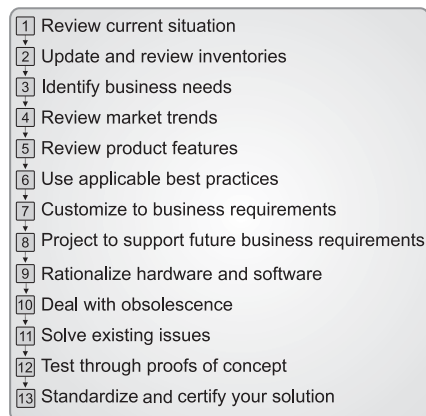 1 Review current situation
2 Update and review inventories
3 Identify business needs
4 Review market trends
5 Review product features
6 Use applicable best practices
7 Customize to business requirements
8 Project to support future business requirements
9 Rationalize hardware and software
10 Deal with obsolescence
11 Solve existing issues
12 Test through proofs of concept
13 Standardize and certify your solution